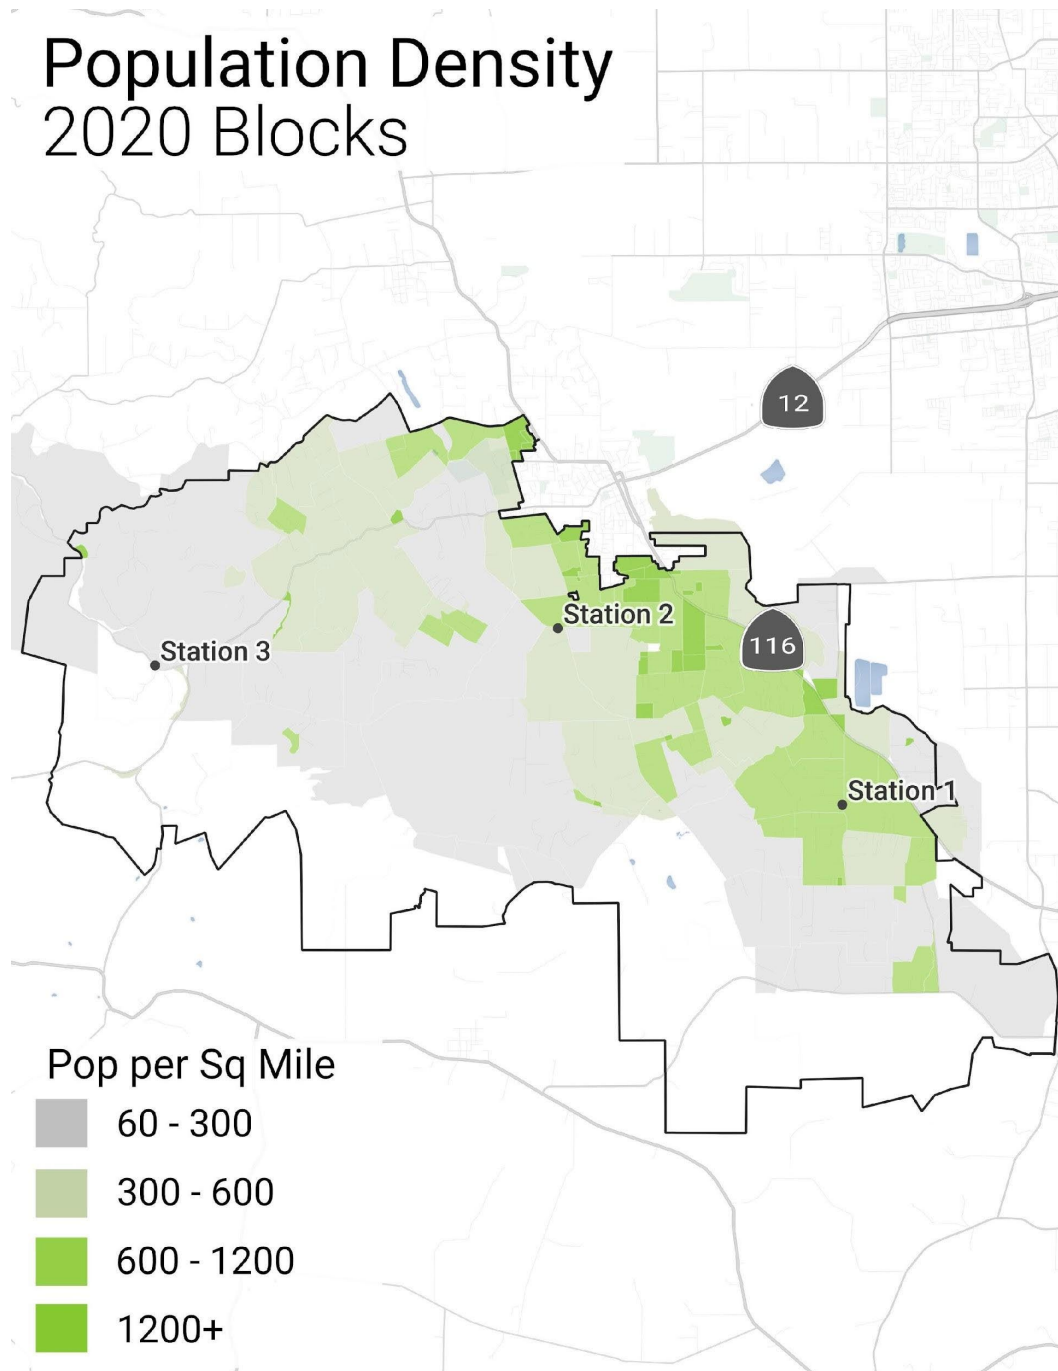 Population Density
2020 Blocks
12
Station 2
116
Station 3
Station 1
Pop per Sq Mile
60 - 300
300 - 600
600 - 1200
1200+